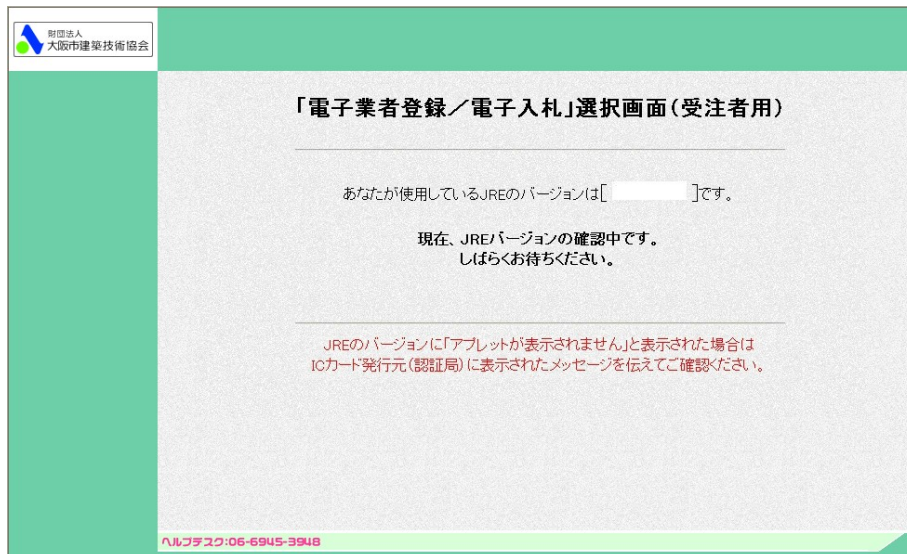 財団法人
大阪市建築技術協会
「電子業者登録／電子入札」選択画面（受注者用）
あなたが使用しているJREのバージョンは[ ]です。
現在、JREバージョンの確認中です。
しばらくお待ちください。
JREのバージョンに「アプレットが表示されません」と表示された場合は
ICカード発行元（認証局）に表示されたメッセージを伝えてご確認ください。
ヘルプデスク:06-6945-3948